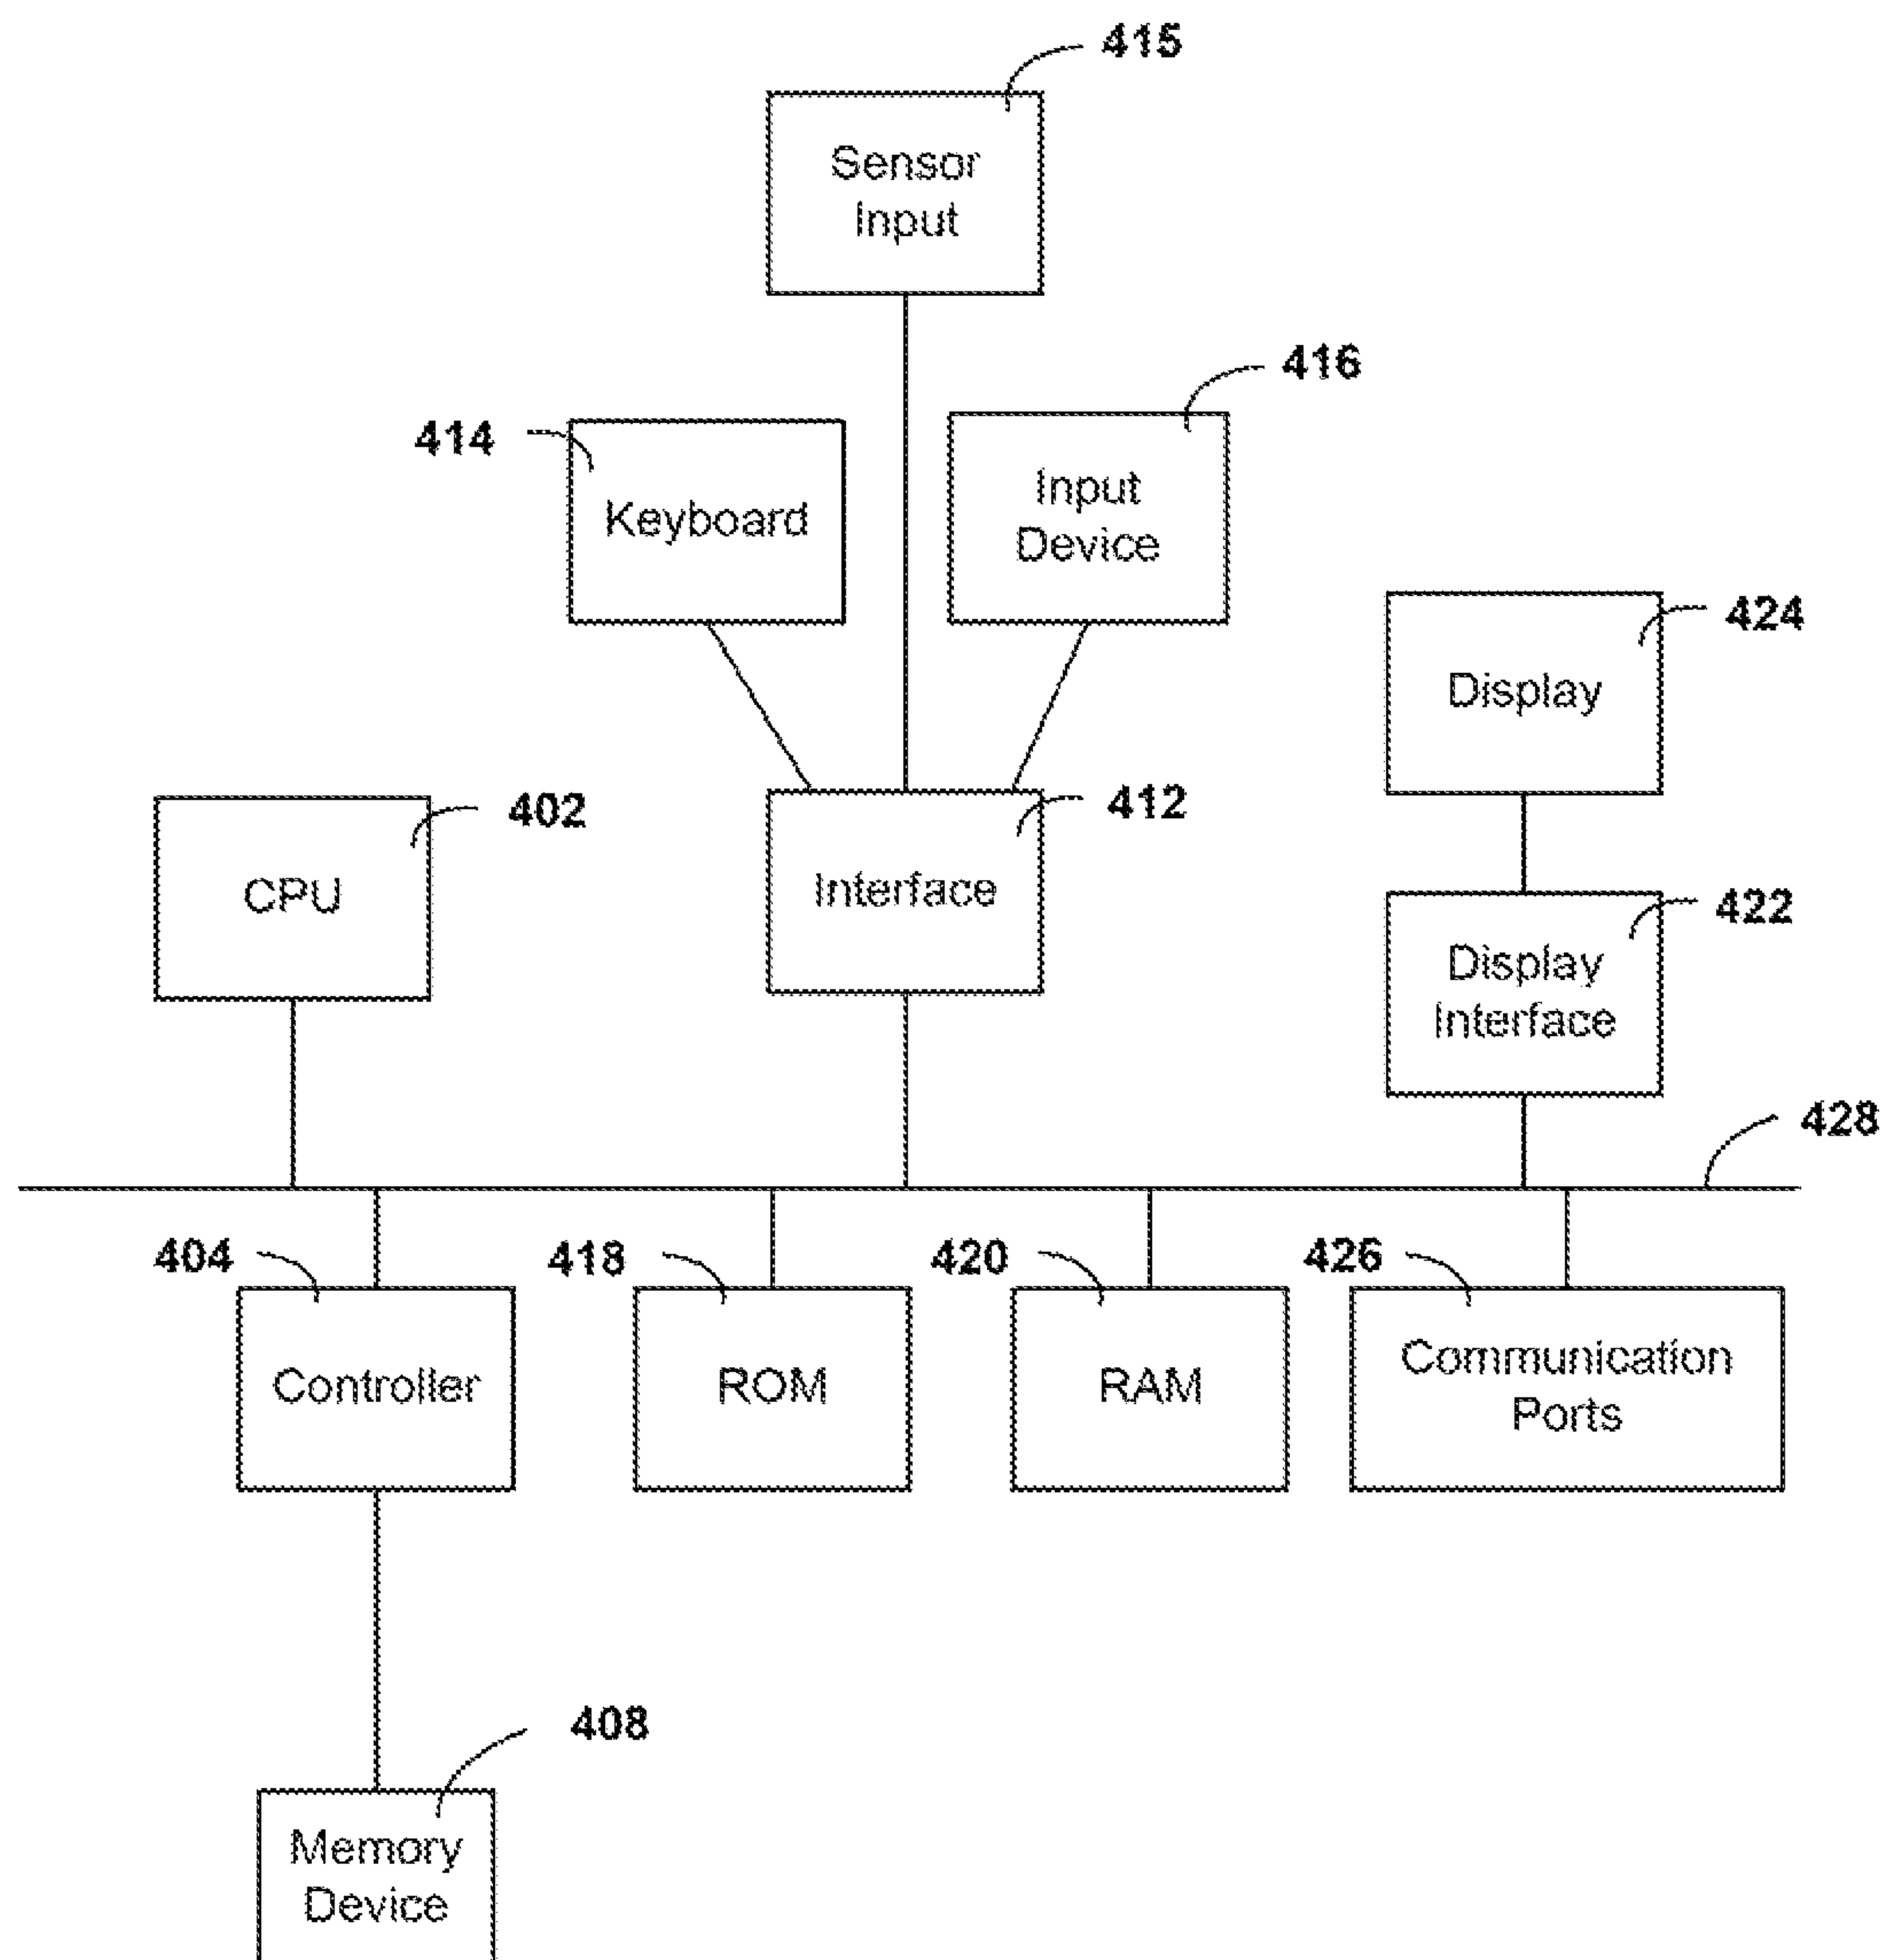 415
Sensor
Input
416
414
Keyboard
Input
Device
424
Display
402
CPU
412
Interface
422
Display
Interface
428
404
418
420
426
Controller
ROM
RAM
Communication
Ports
408
Memory
Device